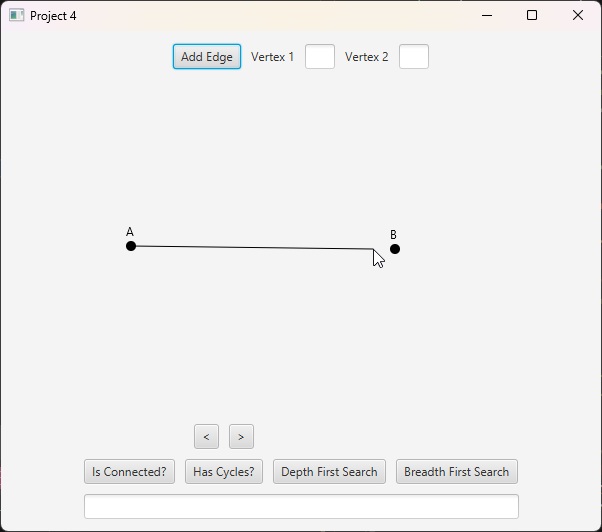 Project 4
Add Edge Vertex 1 Vertex 2
A
B
< >
Is Connected? Has Cycles? Depth First Search Breadth First Search